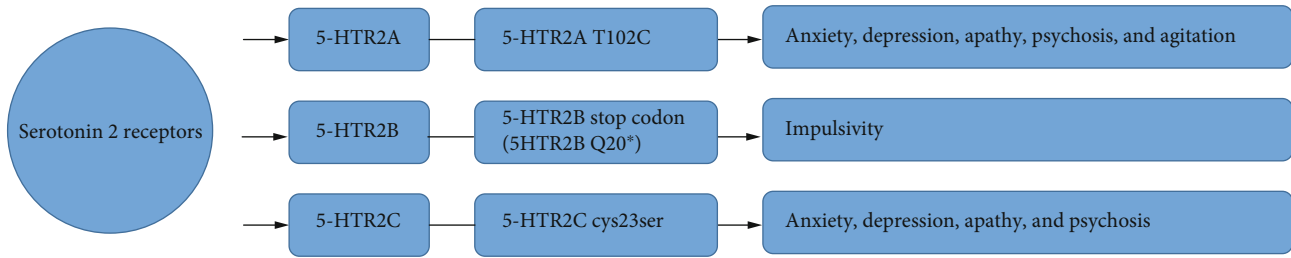 Serotonin 2 receptors
5-HTR2A
5-HTR2A T102C
Anxiety, depression, apathy, psychosis, and agitation
5-HTR2B
5-HTR2B stop codon
(5HTR2B Q20*)
Impulsivity
5-HTR2C
5-HTR2C cys23ser
Anxiety, depression, apathy, and psychosis